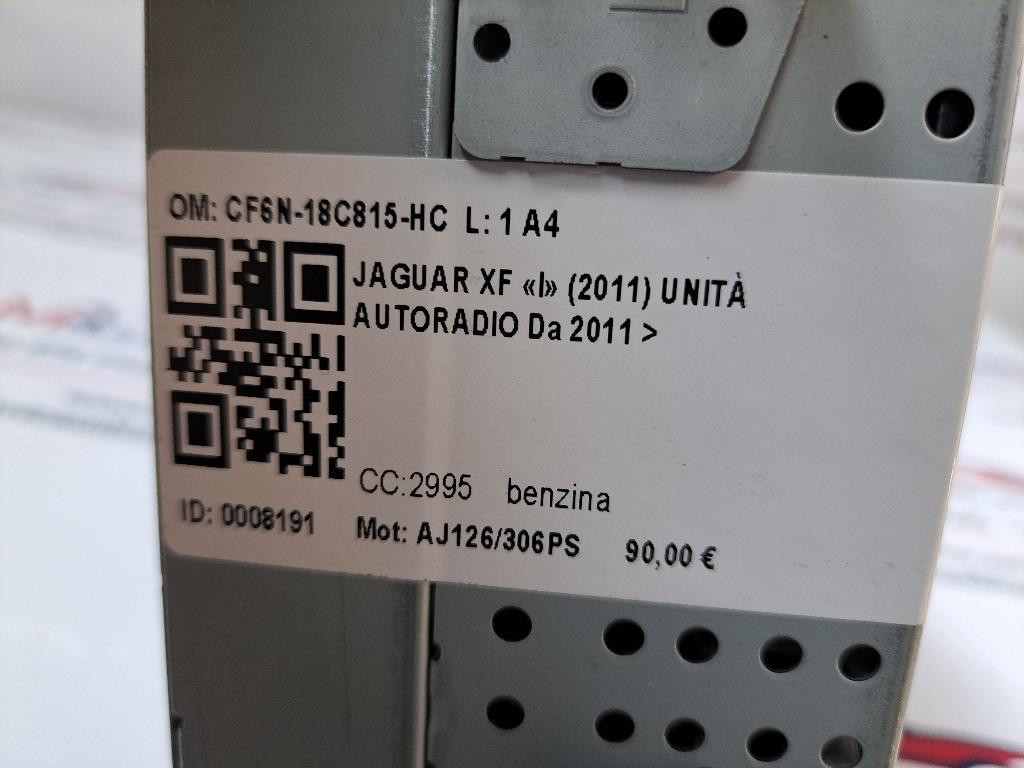 OM: CF6N-18C815-HC L: 1 A4
JAGUAR XF «I» (2011) UNITÀ
AUTORADIO Da 2011 >
CC:2995 benzina
ID: 0008191 Mot: AJ126/306PS 90,00 €